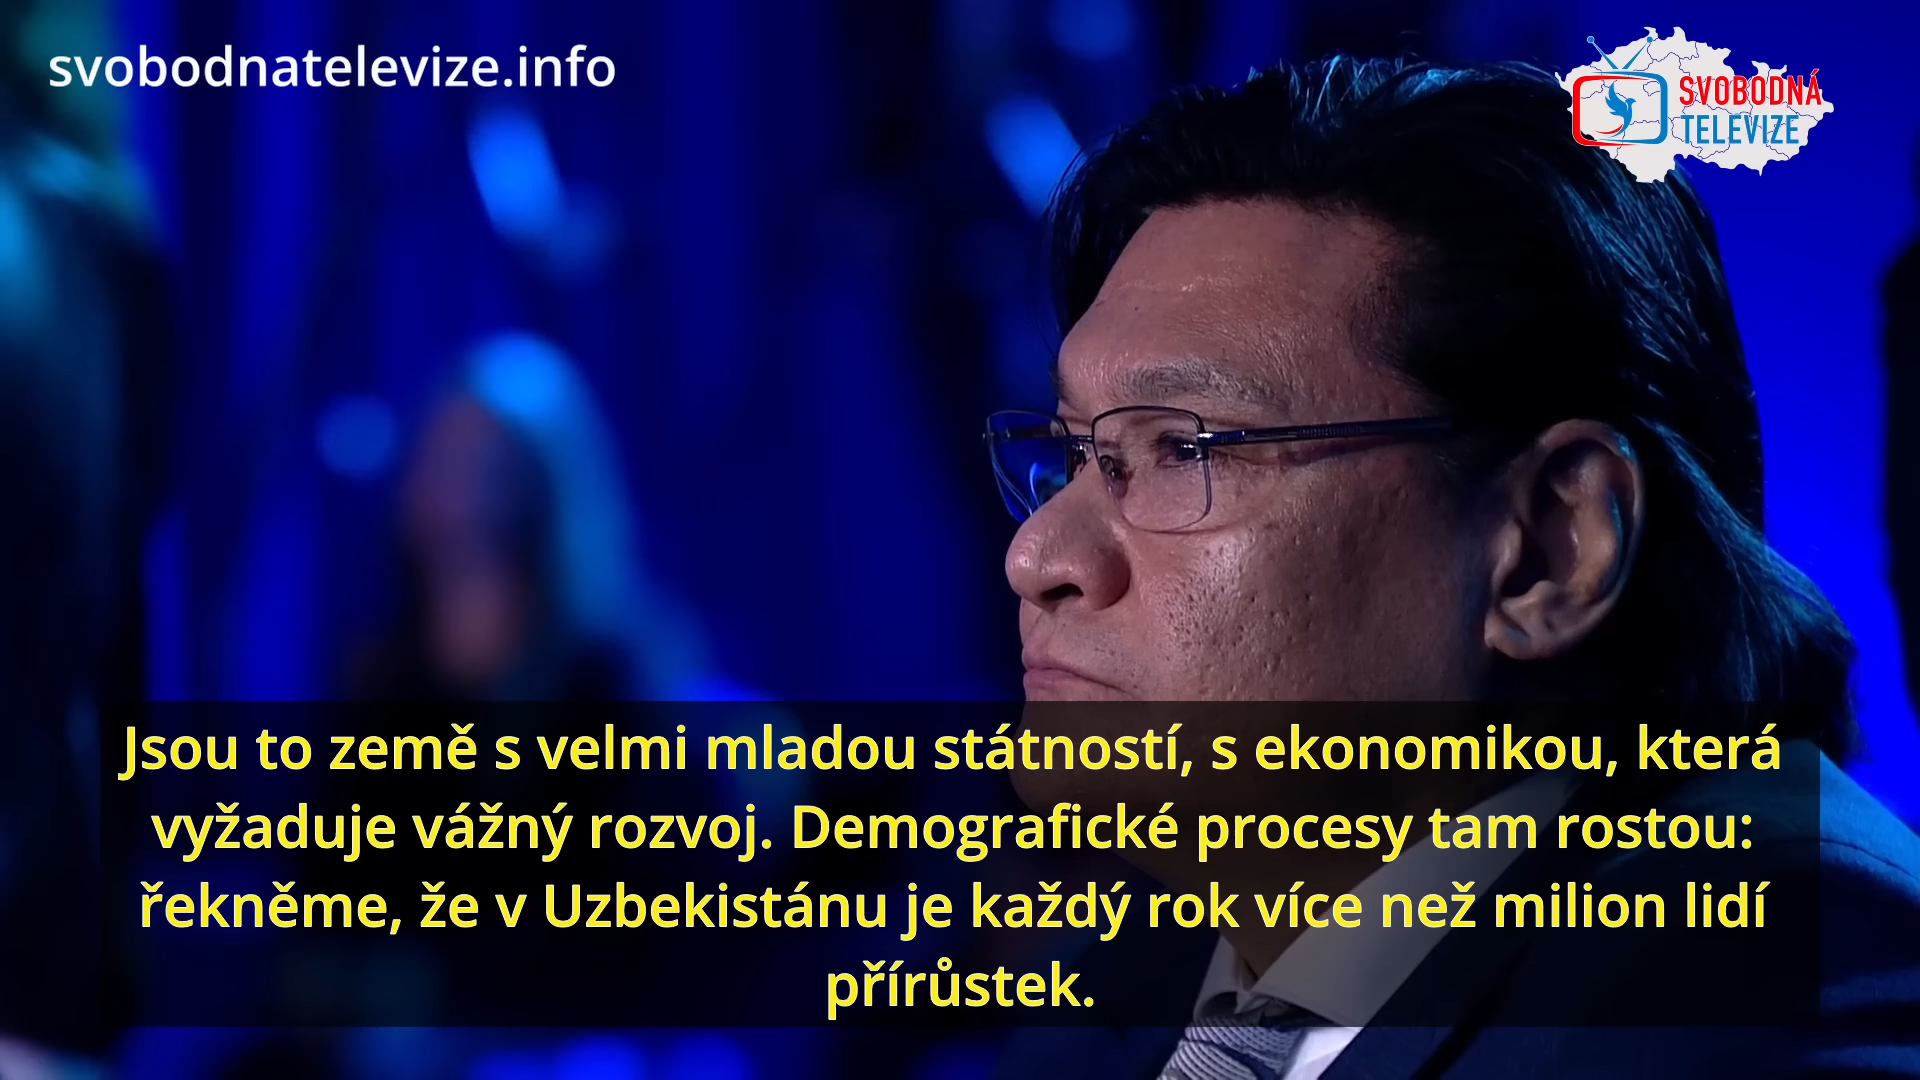 svobodnatelevize.info
SVOBODNÁ
TELEVIZE
Jsou to země s velmi mladou státností, s ekonomikou, která
vyžaduje vážný rozvoj. Demografické procesy tam rostou:
řekněme, že v Uzbekistánu je každý rok více než milion lidí
přírůstek.